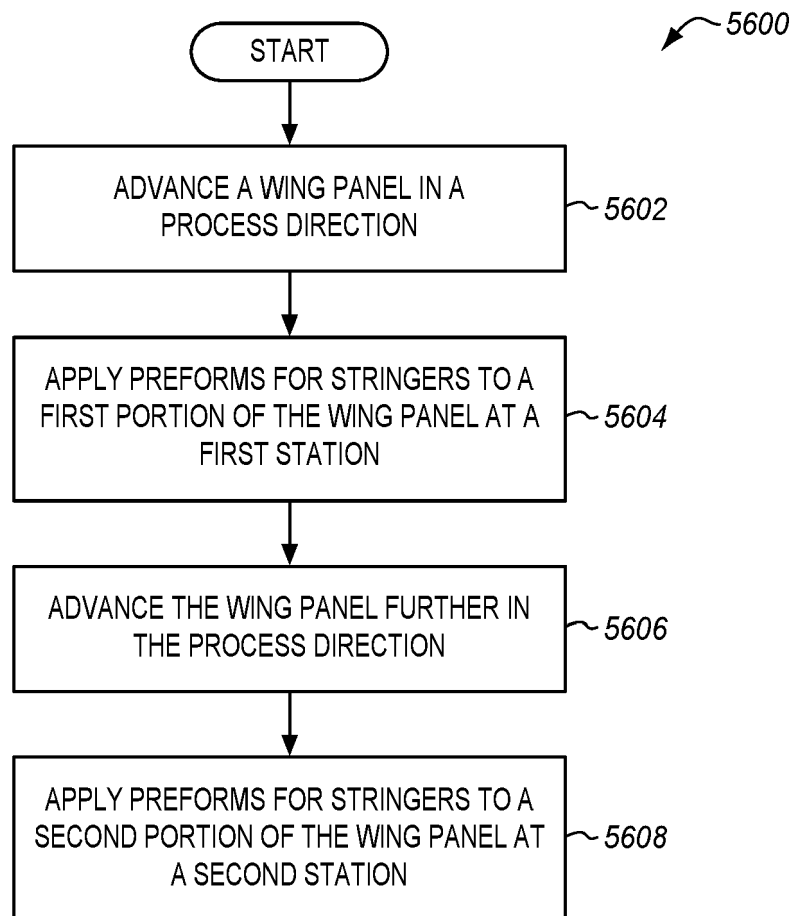 5600
START
ADVANCE A WING PANEL IN A
PROCESS DIRECTION
5602
APPLY PREFORMS FOR STRINGERS TO A
FIRST PORTION OF THE WING PANEL AT A
FIRST STATION
5604
ADVANCE THE WING PANEL FURTHER IN
THE PROCESS DIRECTION
5606
APPLY PREFORMS FOR STRINGERS TO A
SECOND PORTION OF THE WING PANEL AT
A SECOND STATION
5608